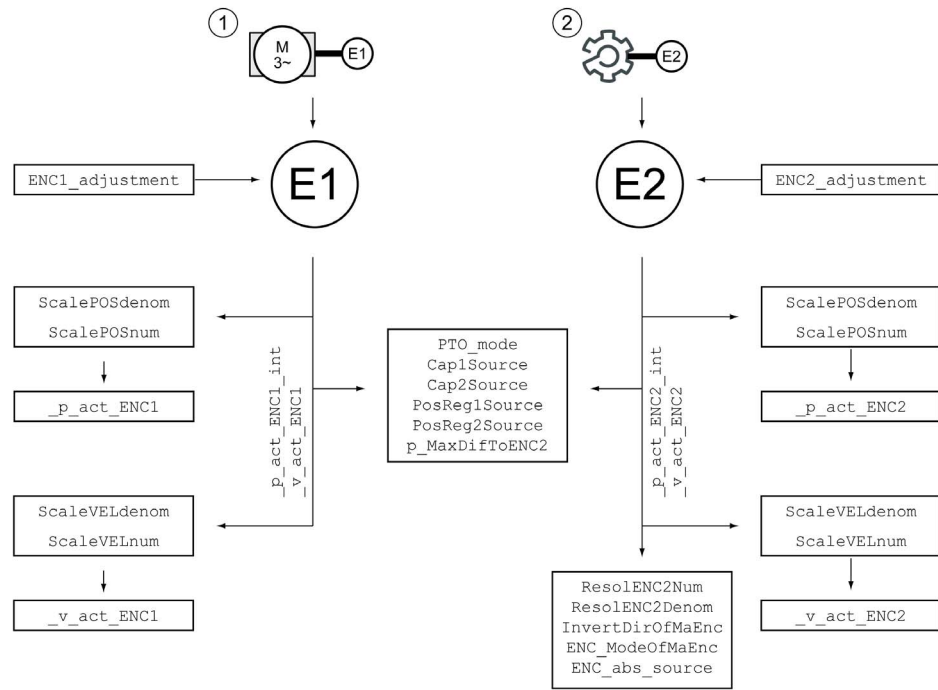 1
M
3~
E1
2
E2
ENC1_adjustment
E1
E2
ENC2_adjustment
ScalePOSdenom
ScalePOSnum
_p_act_ENC1
_p_act_ENC1_int
_v_act_ENC1
PTO_mode
Cap1Source
Cap2Source
PosReg1Source
PosReg2Source
p_MaxDifToENC2
_p_act_ENC2_int
_v_act_ENC2
ScalePOSdenom
ScalePOSnum
_p_act_ENC2
ScaleVELdenom
ScaleVELnum
_v_act_ENC1
ResolENC2Num
ResolENC2Denom
InvertDirOfMaEnc
ENC_ModeOfMaEnc
ENC_abs_source
ScaleVELdenom
ScaleVELnum
_v_act_ENC2